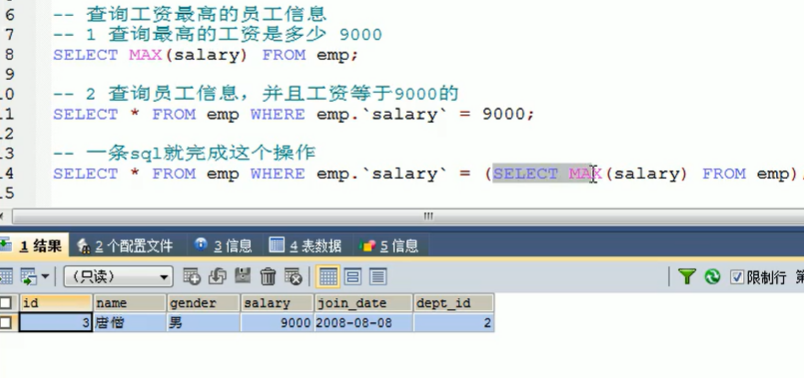 6 -- 查询工资最高的员工信息
7 -- 1 查询最高的工资是多少 9000
8 SELECT MAX(salary) FROM emp;
9
10 -- 2 查询员工信息，并且工资等于9000的
11 SELECT * FROM emp WHERE emp.`salary` = 9000;
12
13 -- 一条sql就完成这个操作
14 SELECT * FROM emp WHERE emp.`salary` = (SELECT MAX(salary) FROM emp)
15
1 结果 2 个配置文件 3 信息 4 表数据 5 信息
（只读） 限制行
id name gender salary join_date dept_id
3 唐僧 男 9000 2008-08-08 2